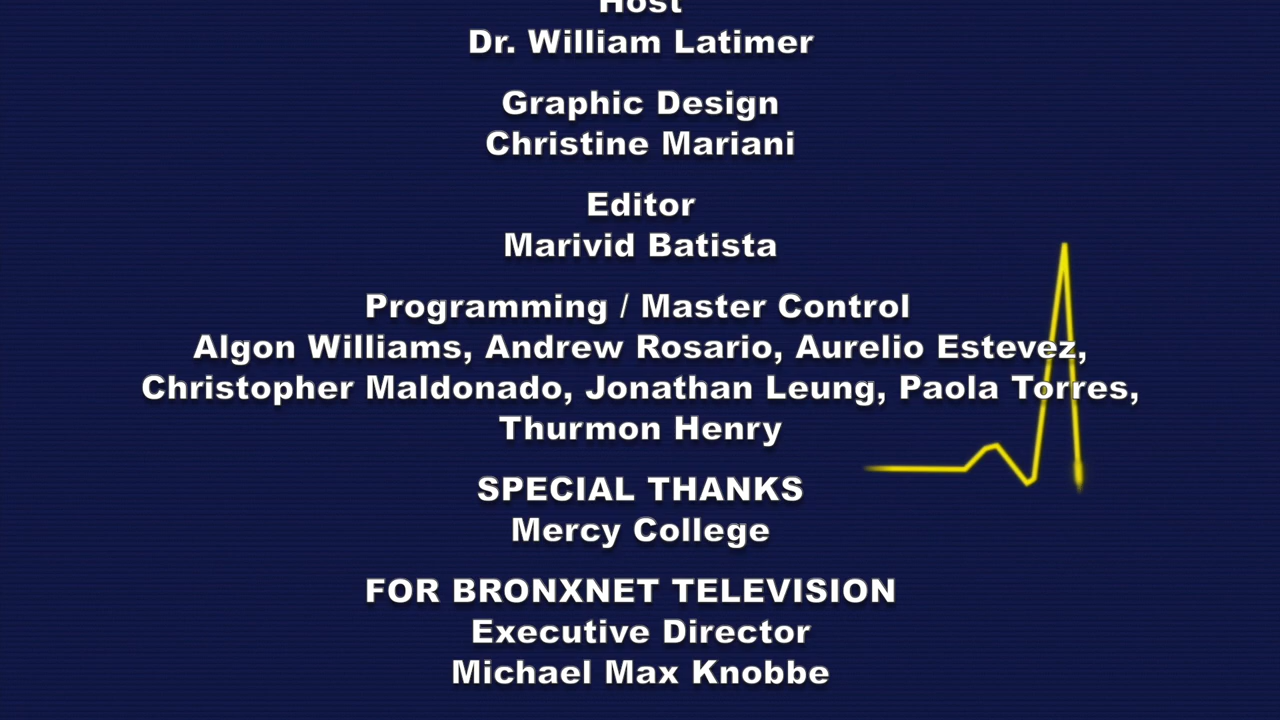 Host
Dr. William Latimer
Graphic Design
Christine Mariani
Editor
Marivid Batista
Programming / Master Control
Algon Williams, Andrew Rosario, Aurelio Estevez,
Christopher Maldonado, Jonathan Leung, Paola Torres,
Thurmon Henry
SPECIAL THANKS
Mercy College
FOR BRONXNET TELEVISION
Executive Director
Michael Max Knobbe